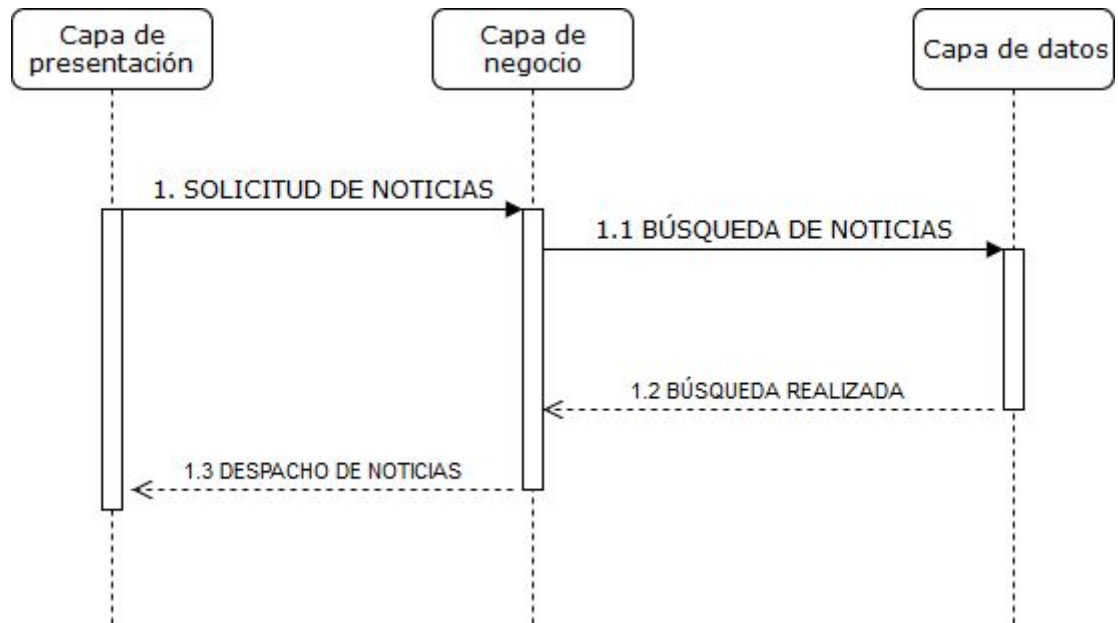 Capa de
presentación
Capa de
negocio
Capa de datos
1. SOLICITUD DE NOTICIAS
1.1 BÚSQUEDA DE NOTICIAS
1.2 BÚSQUEDA REALIZADA
1.3 DESPACHO DE NOTICIAS